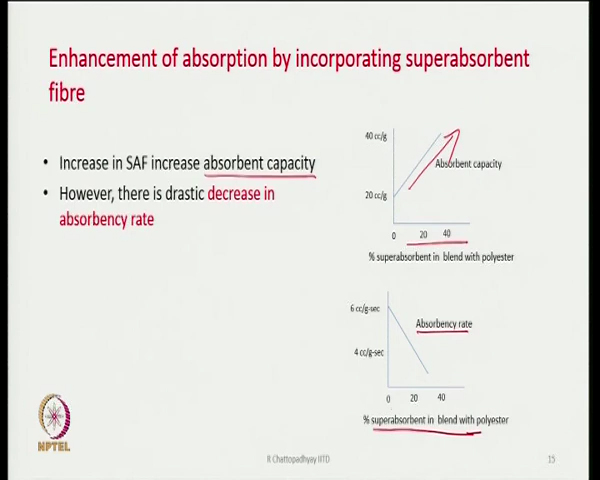 Enhancement of absorption by incorporating superabsorbent
fibre
• Increase in SAF increase absorbent capacity
• However, there is drastic decrease in
absorbency rate
40 cc/g
Absorbent capacity
20 cc/g
0 20 40
% superabsorbent in blend with polyester
6 cc/g-sec
Absorbency rate
4 cc/g-sec
0 20 40
% superabsorbent in blend with polyester
NPTEL
R Chattopadhyay IITD
15